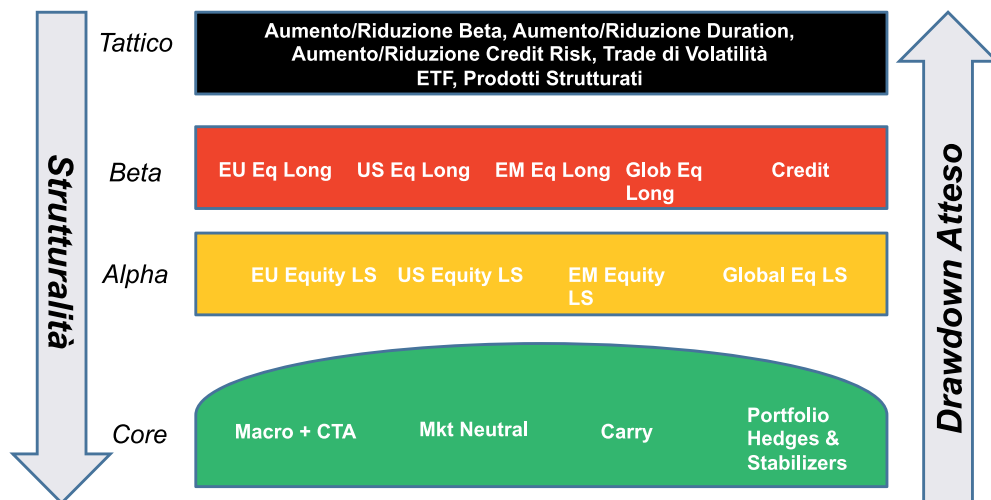 Tattico
Aumento/Riduzione Beta, Aumento/Riduzione Duration,
Aumento/Riduzione Credit Risk, Trade di Volatilità
ETF, Prodotti Strutturati
Strutturalità
Drawdown Atteso
Beta
EU Eq Long
US Eq Long
EM Eq Long
Glob Eq
Long
Credit
Alpha
EU Equity LS
US Equity LS
EM Equity
LS
Global Eq LS
Core
Macro + CTA
Mkt Neutral
Carry
Portfolio
Hedges &
Stabilizers